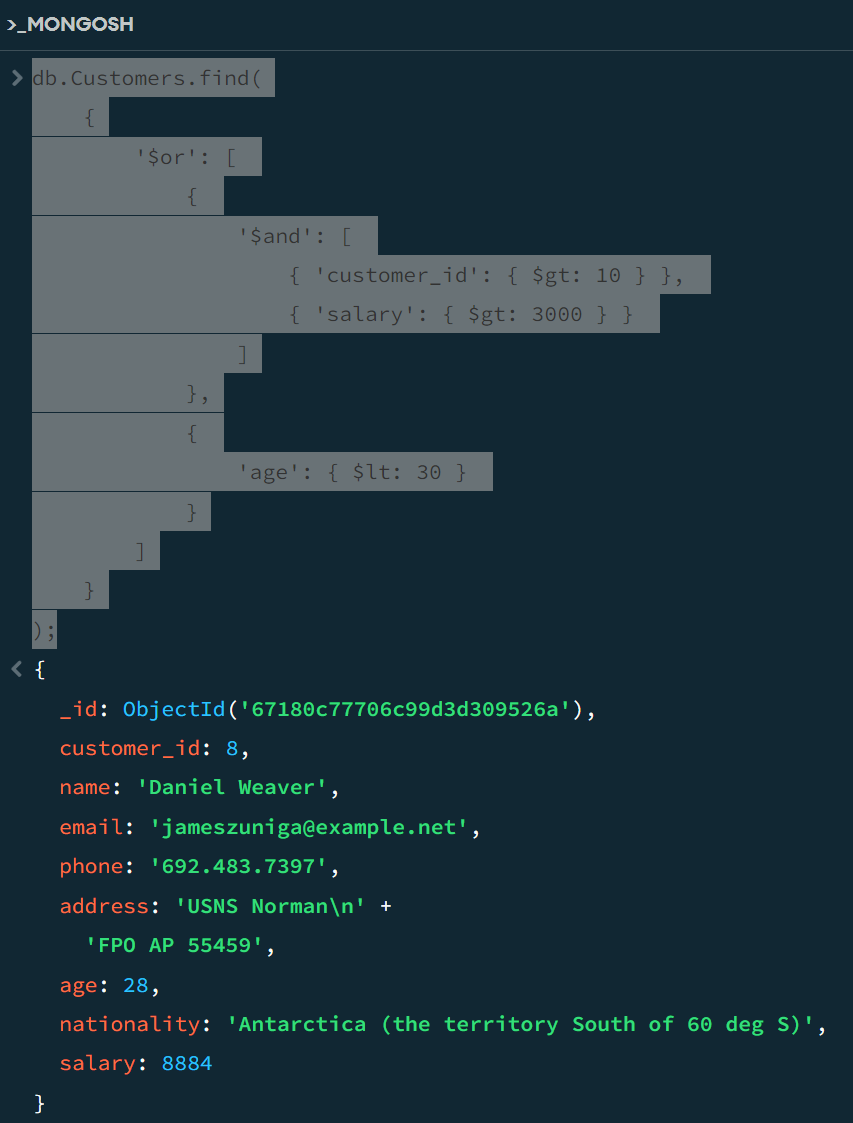 >_MONGOSH
> db.Customers.find(
    {
        '$or': [
            {
                '$and': [
                    { 'customer_id': { $gt: 10 } },
                    { 'salary': { $gt: 3000 } }
                ]
            },
            {
                'age': { $lt: 30 }
            }
        ]
    }
);
< {
  _id: ObjectId('67180c77706c99d3d309526a'),
  customer_id: 8,
  name: 'Daniel Weaver',
  email: 'jameszuniga@example.net',
  phone: '692.483.7397',
  address: 'USNS Norman\n' +
    'FPO AP 55459',
  age: 28,
  nationality: 'Antarctica (the territory South of 60 deg S)',
  salary: 8884
}